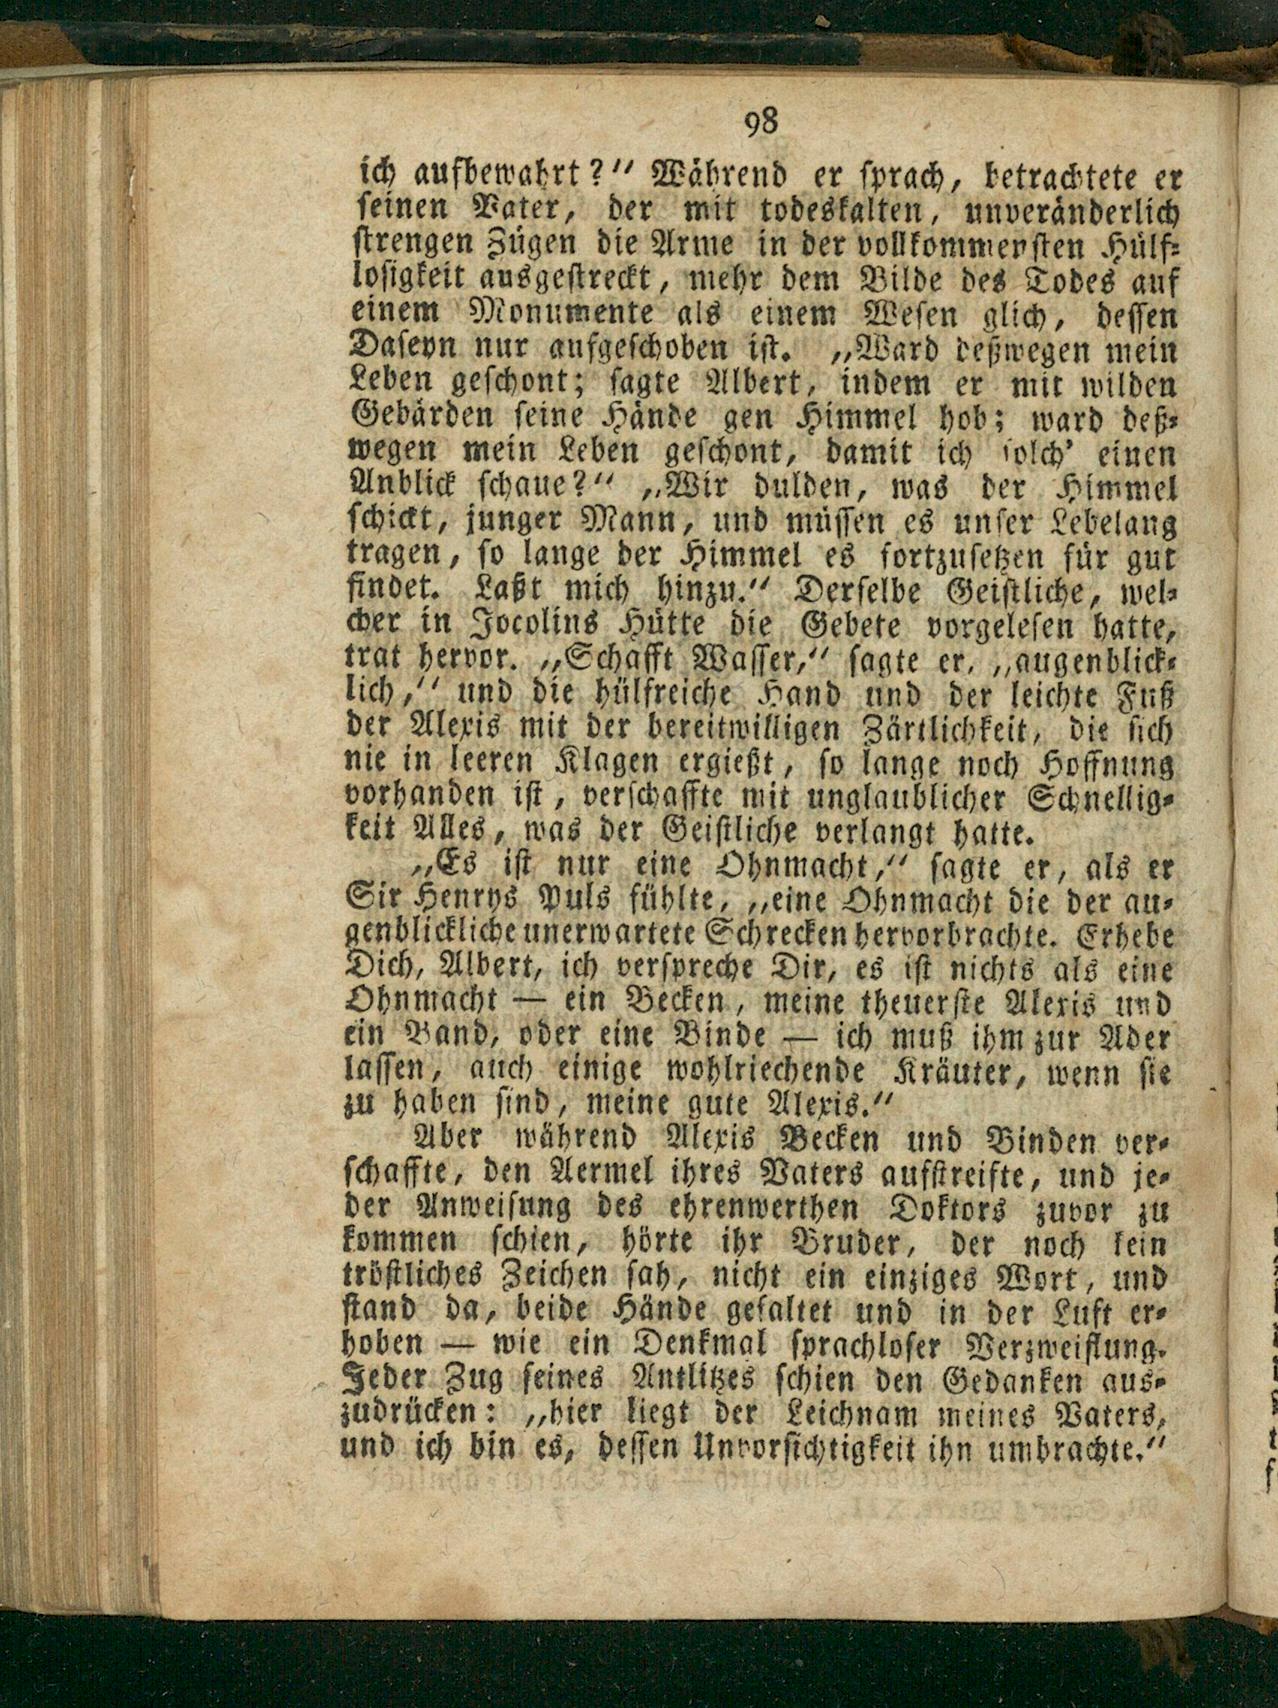 98
ich aufbewahrt?" Während er sprach, betrachtete er
seinen Vater, der mit todeskalten, unveränderlich
strengen Zügen die Arme in der vollkommensten Hülf-
losigkeit ausgestreckt, mehr dem Bilde des Todes auf
einem Monumente als einem Wesen glich, dessen
Daseyn nur aufgeschoben ist. „Ward deßwegen mein
Leben geschont; sagte Albert, indem er mit wilden
Gebärden seine Hände gen Himmel hob; ward deß-
wegen mein Leben geschont, damit ich solch' einen
Anblick schaue?" „Wir dulden, was der Himmel
schickt, junger Mann, und müssen es unser Lebelang
tragen, so lange der Himmel es fortzusetzen für gut
findet. Laßt mich hinzu." Derselbe Geistliche, wel-
cher in Jocolins Hütte die Gebete vorgelesen hatte,
trat hervor. „Schafft Wasser," sagte er, „augenblick-
lich," und die hülfreiche Hand und der leichte Fuß
der Alexis mit der bereitwilligen Zärtlichkeit, die sich
nie in leeren Klagen ergießt, so lange noch Hoffnung
vorhanden ist, verschaffte mit unglaublicher Schnellig-
keit Alles, was der Geistliche verlangt hatte.
„Es ist nur eine Ohnmacht," sagte er, als er
Sir Henrys Puls fühlte, „eine Ohnmacht die der au-
genblickliche unerwartete Schrecken hervorbrachte. Erhebe
Dich, Albert, ich verspreche Dir, es ist nichts als eine
Ohnmacht — ein Becken, meine theuerste Alexis und
ein Band, oder eine Binde — ich muß ihm zur Ader
lassen, auch einige wohlriechende Kräuter, wenn sie
zu haben sind, meine gute Alexis."
Aber während Alexis Becken und Binden ver-
schaffte, den Aermel ihres Vaters aufstreifte, und je-
der Anweisung des ehrenwerthen Doktors zuvor zu
kommen schien, hörte ihr Bruder, der noch kein
tröstliches Zeichen sah, nicht ein einziges Wort, und
stand da, beide Hände gefaltet und in der Luft er-
hoben — wie ein Denkmal sprachloser Verzweiflung.
Jeder Zug seines Antlitzes schien den Gedanken aus-
zudrücken: „hier liegt der Leichnam meines Vaters,
und ich bin es, dessen Unvorsichtigkeit ihn umbrachte."